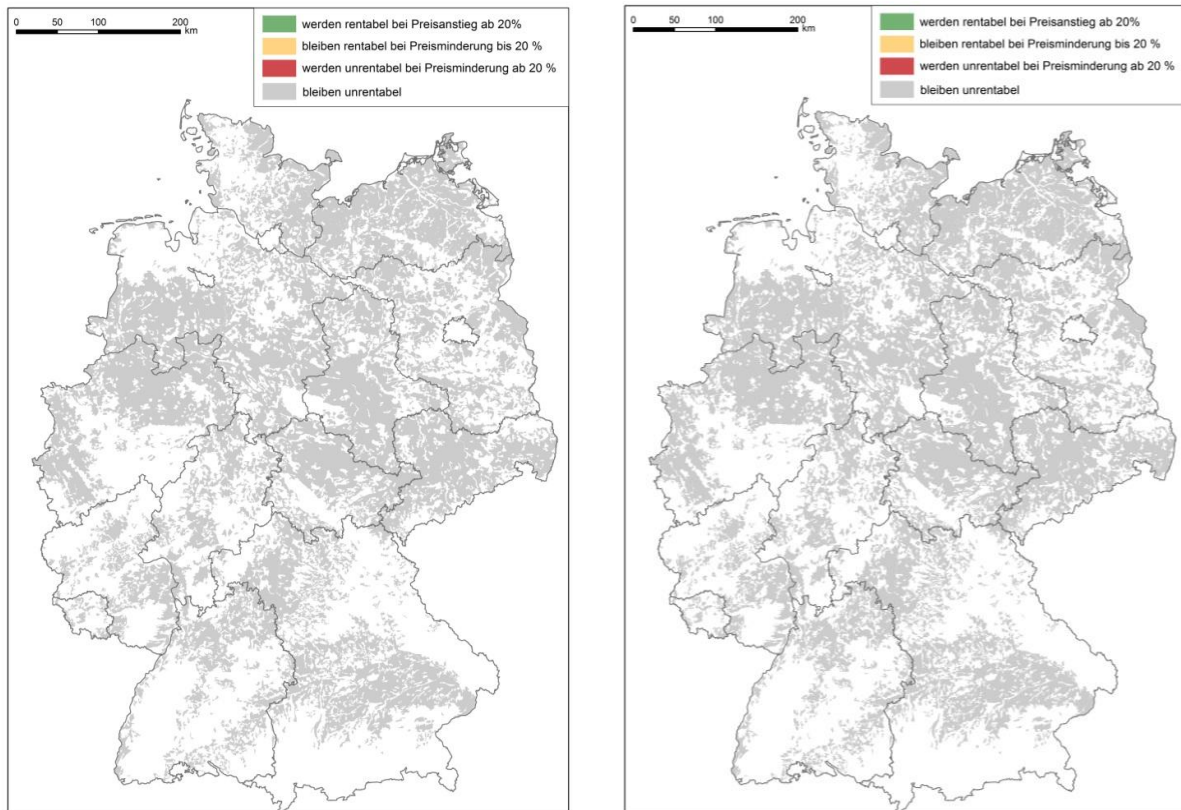 0 50 100 200
km
werden rentabel bei Preisanstieg ab 20%
bleiben rentabel bei Preisminderung bis 20 %
werden unrentabel bei Preisminderung ab 20 %
bleiben unrentabel
0 50 100 200
km
werden rentabel bei Preisanstieg ab 20%
bleiben rentabel bei Preisminderung bis 20 %
werden unrentabel bei Preisminderung ab 20 %
bleiben unrentabel